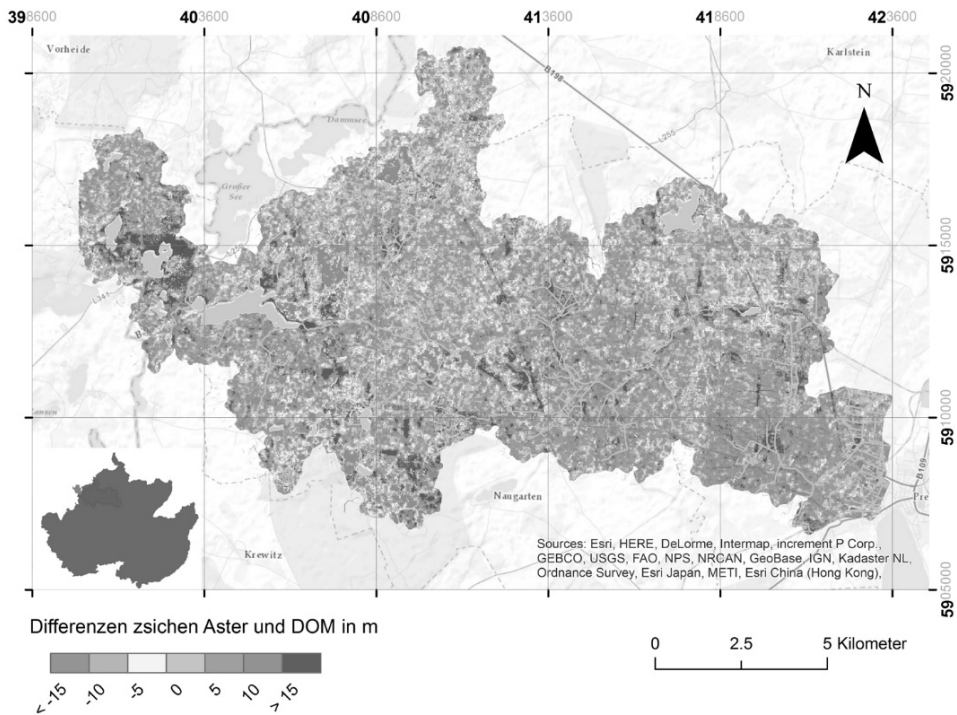 398600 403600 408600 413600 418600 423600
Vorheide
Karlstein
B198
5920000
L255
Dammsee
N
Großer
See
5915000
L341
5910000
Naugarten
B109
Pre
Krewitz
Sources: Esri, HERE, DeLorme, Intermap, increment P Corp.,
GEBCO, USGS, FAO, NPS, NRCAN, GeoBase, IGN, Kadaster NL,
Ordnance Survey, Esri Japan, METI, Esri China (Hong Kong),
5905000
Differenzen zsichen Aster und DOM in m
< -15 -10 -5 0 5 10 > 15
0 2.5 5 Kilometer